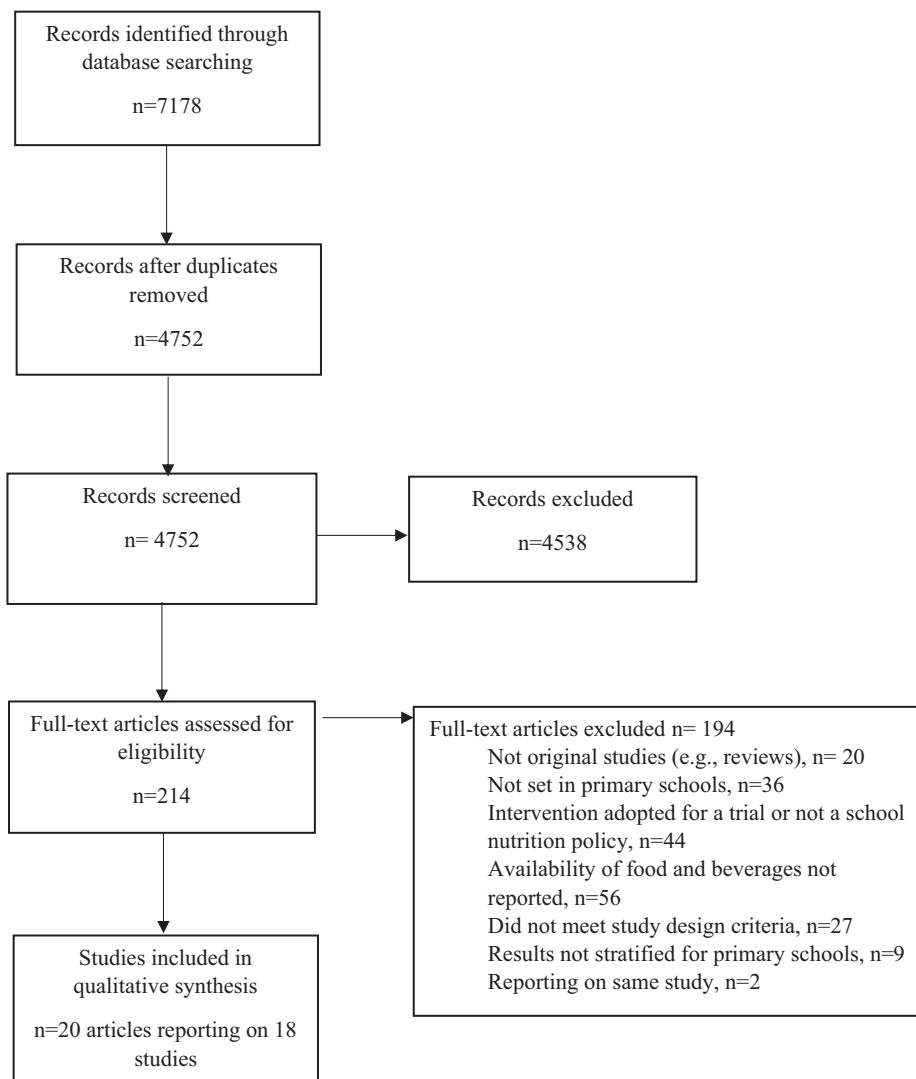 Records identified through
database searching
n=7178
Records after duplicates
removed
n=4752
Records screened
n= 4752
Records excluded
n=4538
Full-text articles assessed for
eligibility
n=214
Full-text articles excluded n= 194
Not original studies (e.g., reviews), n= 20
Not set in primary schools, n=36
Intervention adopted for a trial or not a school
nutrition policy, n=44
Availability of food and beverages not
reported, n=56
Did not meet study design criteria, n=27
Results not stratified for primary schools, n=9
Reporting on same study, n=2
Studies included in
qualitative synthesis
n=20 articles reporting on 18
studies